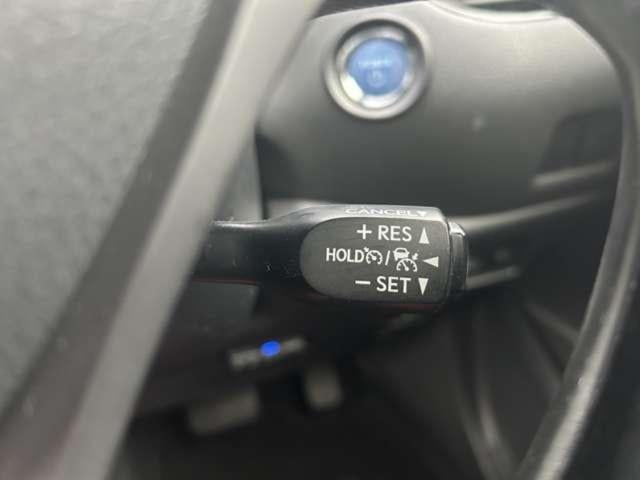 CANCEL▼
+ RES ▲
HOLD / ◄
− SET ▼